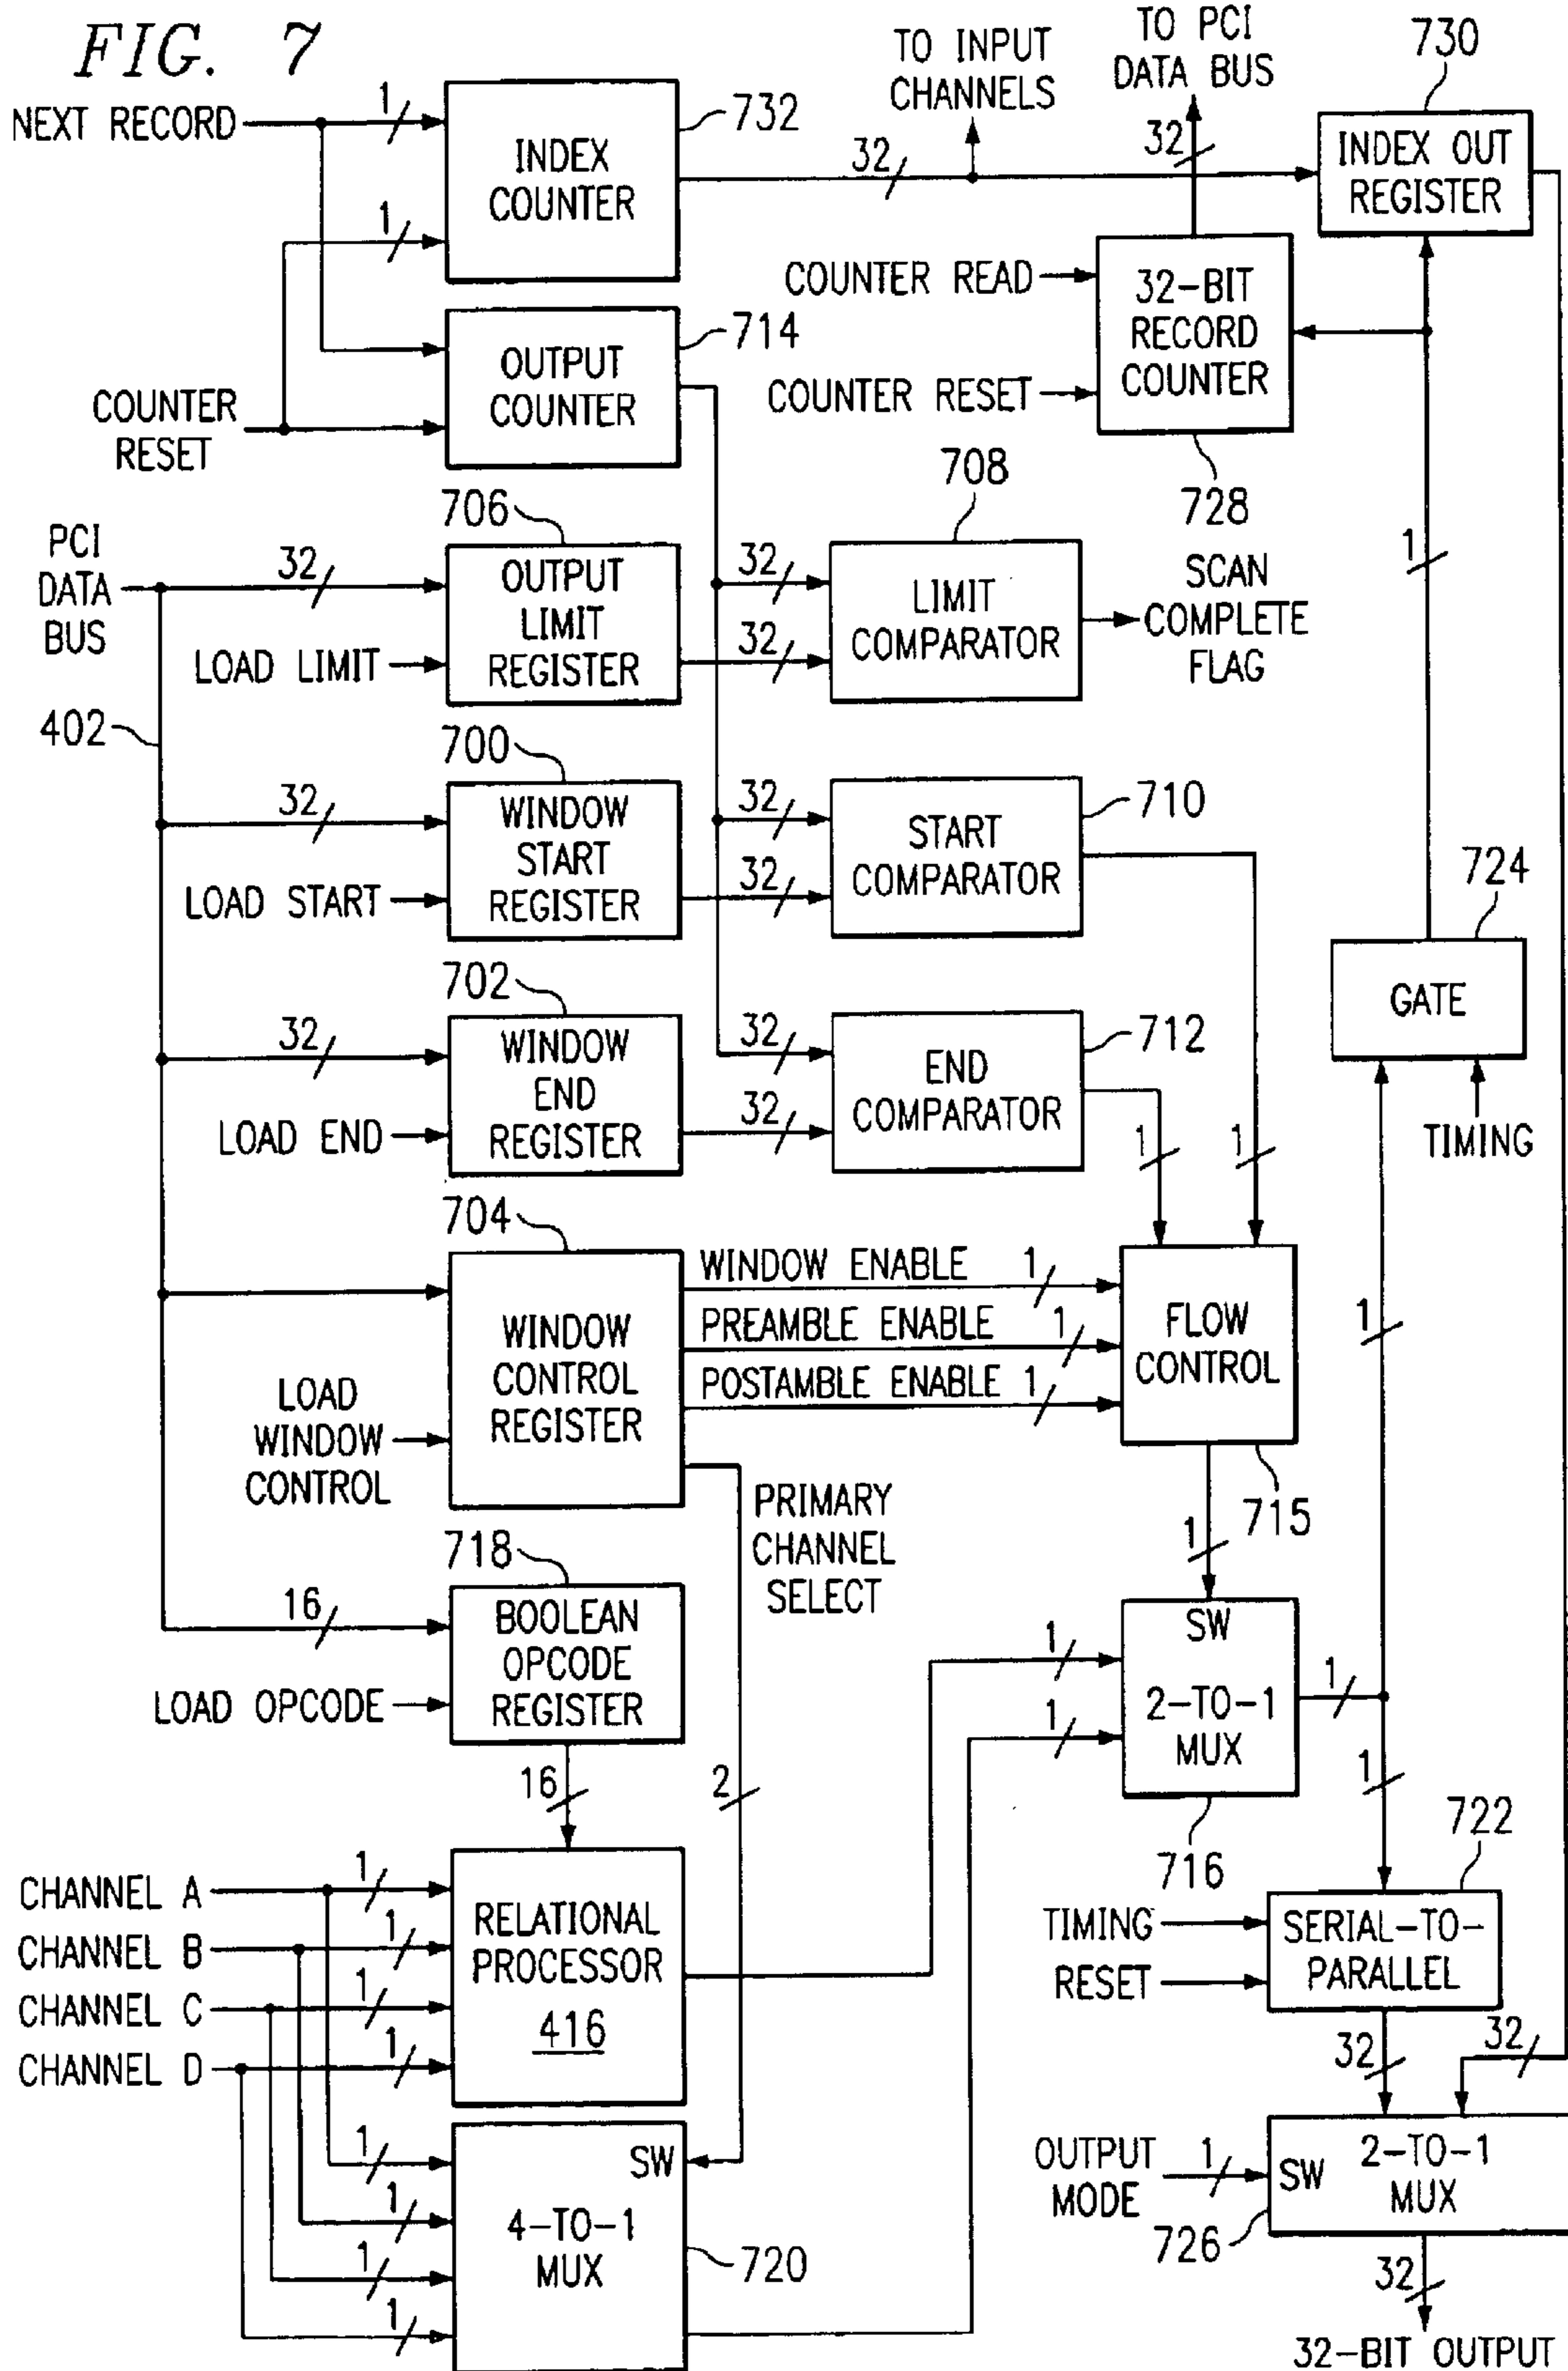 FIG. 7
NEXT RECORD
1
1
INDEX
COUNTER
732
32
TO INPUT
CHANNELS
TO PCI
DATA BUS
32
730
INDEX OUT
REGISTER
COUNTER
RESET
OUTPUT
COUNTER
714
COUNTER READ
COUNTER RESET
32-BIT
RECORD
COUNTER
728
PCI
DATA
BUS
402
32
LOAD LIMIT
706
OUTPUT
LIMIT
REGISTER
32
32
708
LIMIT
COMPARATOR
SCAN
COMPLETE
FLAG
1
32
LOAD START
700
WINDOW
START
REGISTER
32
32
START
COMPARATOR
710
724
GATE
TIMING
32
LOAD END
702
WINDOW
END
REGISTER
32
32
END
COMPARATOR
712
1
1
LOAD
WINDOW
CONTROL
704
WINDOW
CONTROL
REGISTER
WINDOW ENABLE 1
PREAMBLE ENABLE 1
POSTAMBLE ENABLE 1
FLOW
CONTROL
715
1
1
PRIMARY
CHANNEL
SELECT
16
LOAD OPCODE
718
BOOLEAN
OPCODE
REGISTER
16
2
1
1
SW
2-TO-1
MUX
716
1
1
CHANNEL A
CHANNEL B
CHANNEL C
CHANNEL D
1
1
1
1
RELATIONAL
PROCESSOR
416
TIMING
RESET
722
SERIAL-TO-
PARALLEL
32
32
1
1
1
1
SW
4-TO-1
MUX
720
OUTPUT
MODE
1
SW
2-TO-1
MUX
726
32
32-BIT OUTPUT